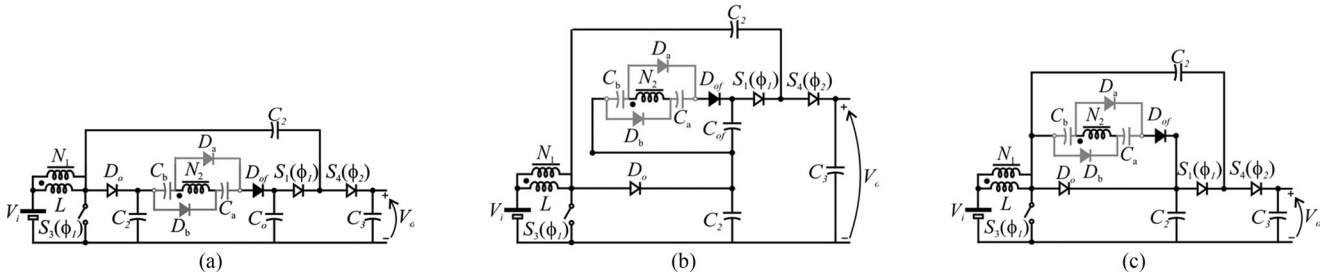 C2
Da
Cb
N2
Ca
Db
Do
Dof
S1(ϕ1)
S4(ϕ2)
N1
L
Vi
S3(ϕ1)
C2
Co
C3
+
−
Vo
(a)
C2
Da
Cb
N2
Ca
Db
Dof
S1(ϕ1)
S4(ϕ2)
Cof
N1
L
Do
Vi
S3(ϕ1)
C2
C3
+
−
Vo
(b)
C2
Da
Cb
N2
Ca
Db
Dof
S1(ϕ1)
S4(ϕ2)
N1
L
Do
Vi
S3(ϕ1)
C2
C3
+
−
Vo
(c)